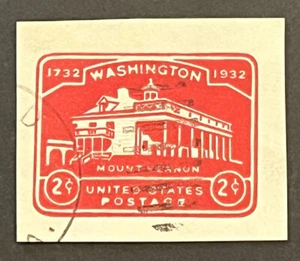 1732 WASHINGTON 1932
MOUNT VERNON
2¢ UNITED STATES 2¢
POSTAGE